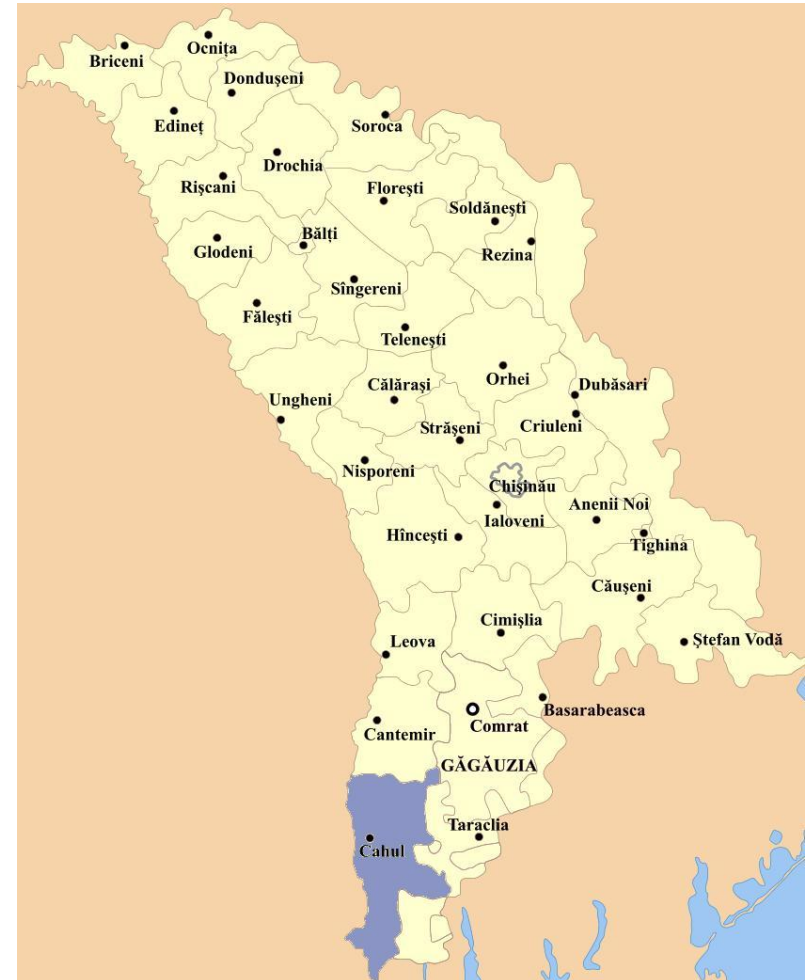 Ocnița
Briceni
Dondușeni
Edineț
Soroca
Drochia
Rișcani
Florești
Soldănești
Bălți
Glodeni
Rezina
Sîngereni
Fălești
Telenești
Orhei
Călărași
Dubăsari
Ungheni
Strășeni
Criuleni
Nisporeni
Chișinău
Anenii Noi
Ialoveni
Hîncești
Tighina
Căușeni
Cimișlia
Leova
Ștefan Vodă
Basarabeasca
Comrat
Cantemir
GĂGĂUZIA
Taraclia
Cahul